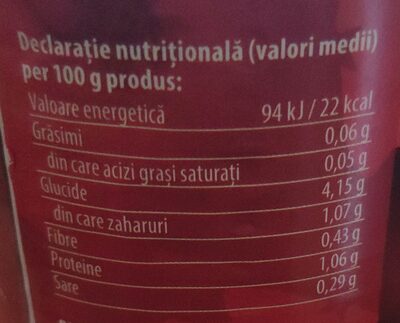 Declarație nutrițională (valori medii)
per 100 g produs:
Valoare energetică 94 kJ / 22 kcal
Grăsimi 0,06 g
din care acizi grași saturați 0,05 g
Glucide 4,15 g
din care zaharuri 1,07 g
Fibre 0,43 g
Proteine 1,06 g
Sare 0,29 g